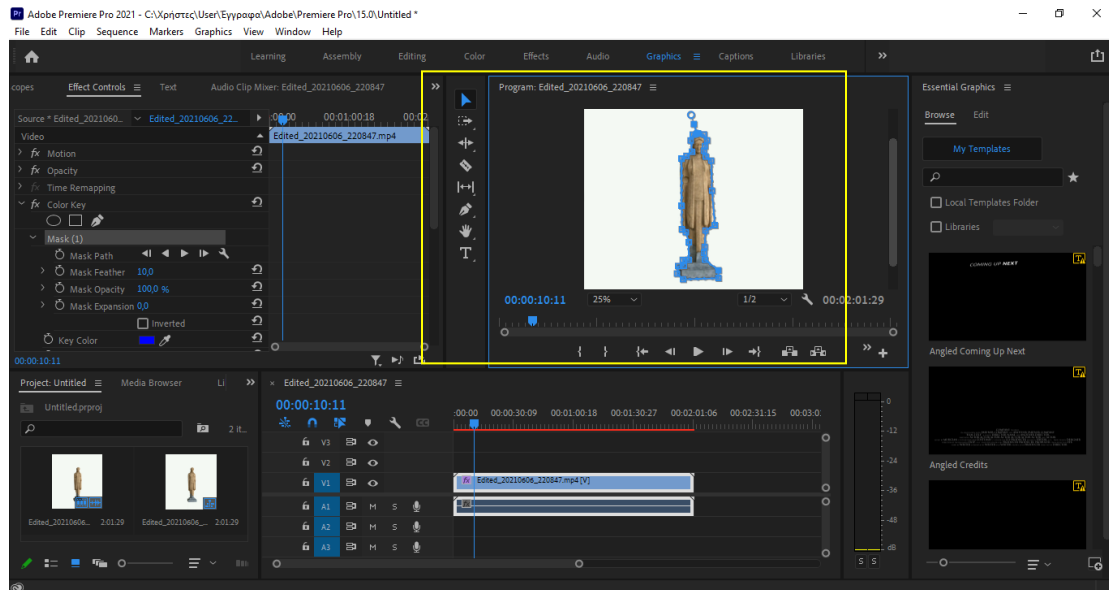 Pr Adobe Premiere Pro 2021 - C:\Χρήστες\User\Έγγραφα\Adobe\Premiere Pro\15.0\Untitled *
File Edit Clip Sequence Markers Graphics View Window Help
Learning Assembly Editing Color Effects Audio Graphics Captions Libraries
copes Effect Controls Text Audio Clip Mixer: Edited_20210606_220847
Source * Edited_2021060... Edited_20210606_22...
:00:00 00:01:00:18 00:02
Video
Edited_20210606_220847.mp4
fx Motion
fx Opacity
fx Time Remapping
fx Color Key
Mask (1)
Mask Path
Mask Feather 10,0
Mask Opacity 100,0 %
Mask Expansion 0,0
Inverted
Key Color
00:00:10:11
T
Program: Edited_20210606_220847
00:00:10:11 25% 1/2 00:02:01:29
Essential Graphics
Browse Edit
My Templates
Local Templates Folder
Libraries
COMING UP NEXT
Angled Coming Up Next
Angled Credits
Project: Untitled Media Browser Li
Untitled.prproj
2 It...
Edited_20210606_... 2:01:29 Edited_20210606_... 2:01:29
× Edited_20210606_220847
00:00:10:11
:00:00 00:00:30:09 00:01:00:18 00:01:30:27 00:02:01:06 00:02:31:15 00:03:0
V3
V2
V1 fx Edited_20210606_220847.mp4 [V]
A1 M S fx
A2 M S
A3 M S
0
-12
-24
-36
-48
dB
S S